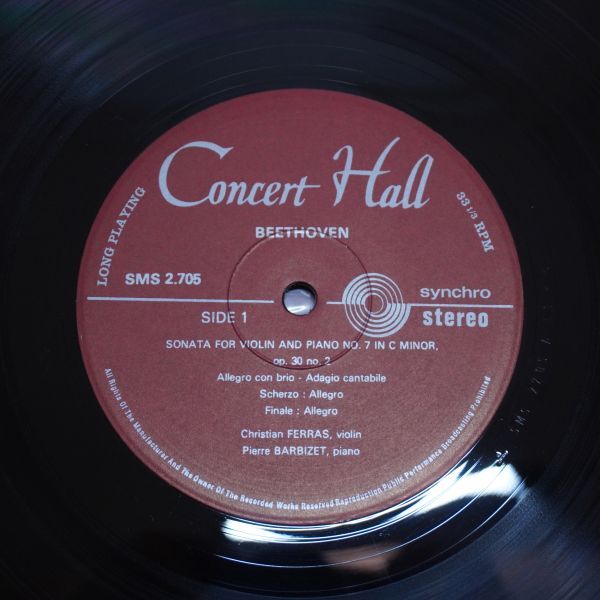 Concert Hall
LONG PLAYING
33 1/3 RPM
BEETHOVEN
SMS 2.705
synchro
SIDE 1
stereo
SONATA FOR VIOLIN AND PIANO NO. 7 IN C MINOR,
op. 30 no. 2
Allegro con brio - Adagio cantabile
Scherzo : Allegro
Finale : Allegro
Christian FERRAS, violin
Pierre BARBIZET, piano
All Rights Of The Manufacturer And The Owner Of The Recorded Works Reserved Reproduction Public Performance Broadcasting Prohibited
SMS 2705 A